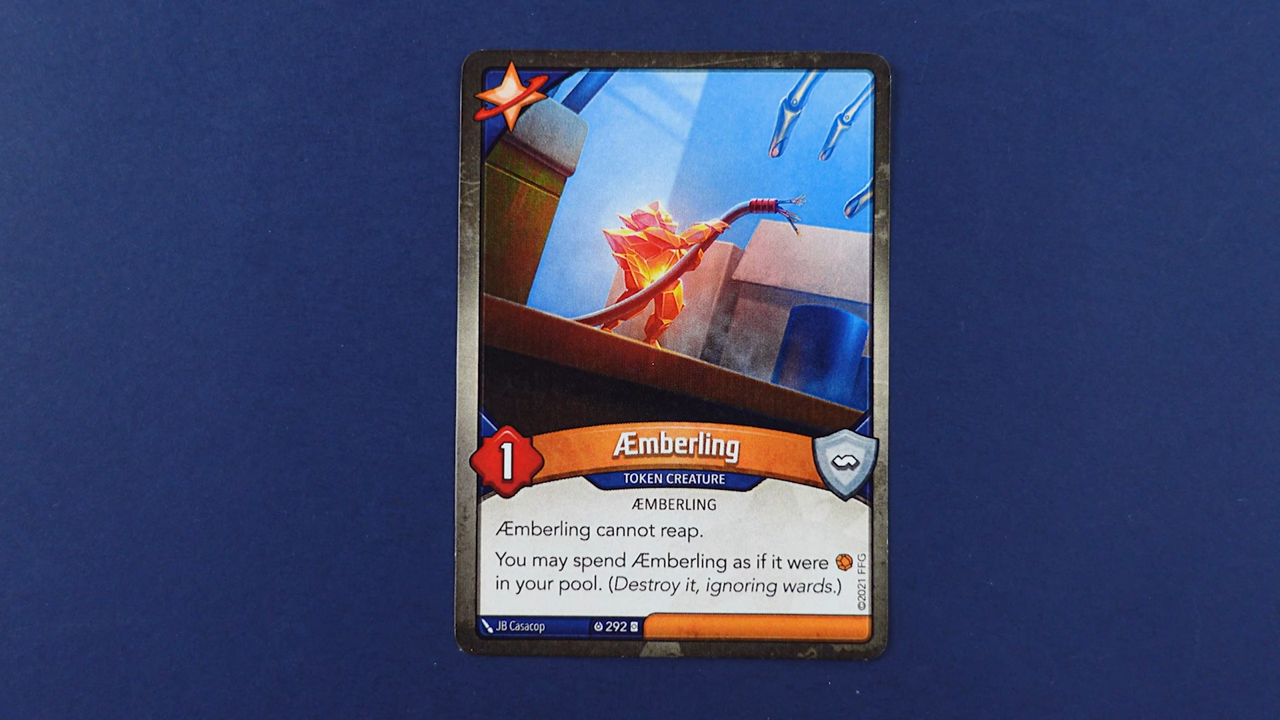 1
Æmberling
TOKEN CREATURE
ÆMBERLING
Æmberling cannot reap.
You may spend Æmberling as if it were
in your pool. (Destroy it, ignoring wards.)
©2021 FFG
JB Casacop
292